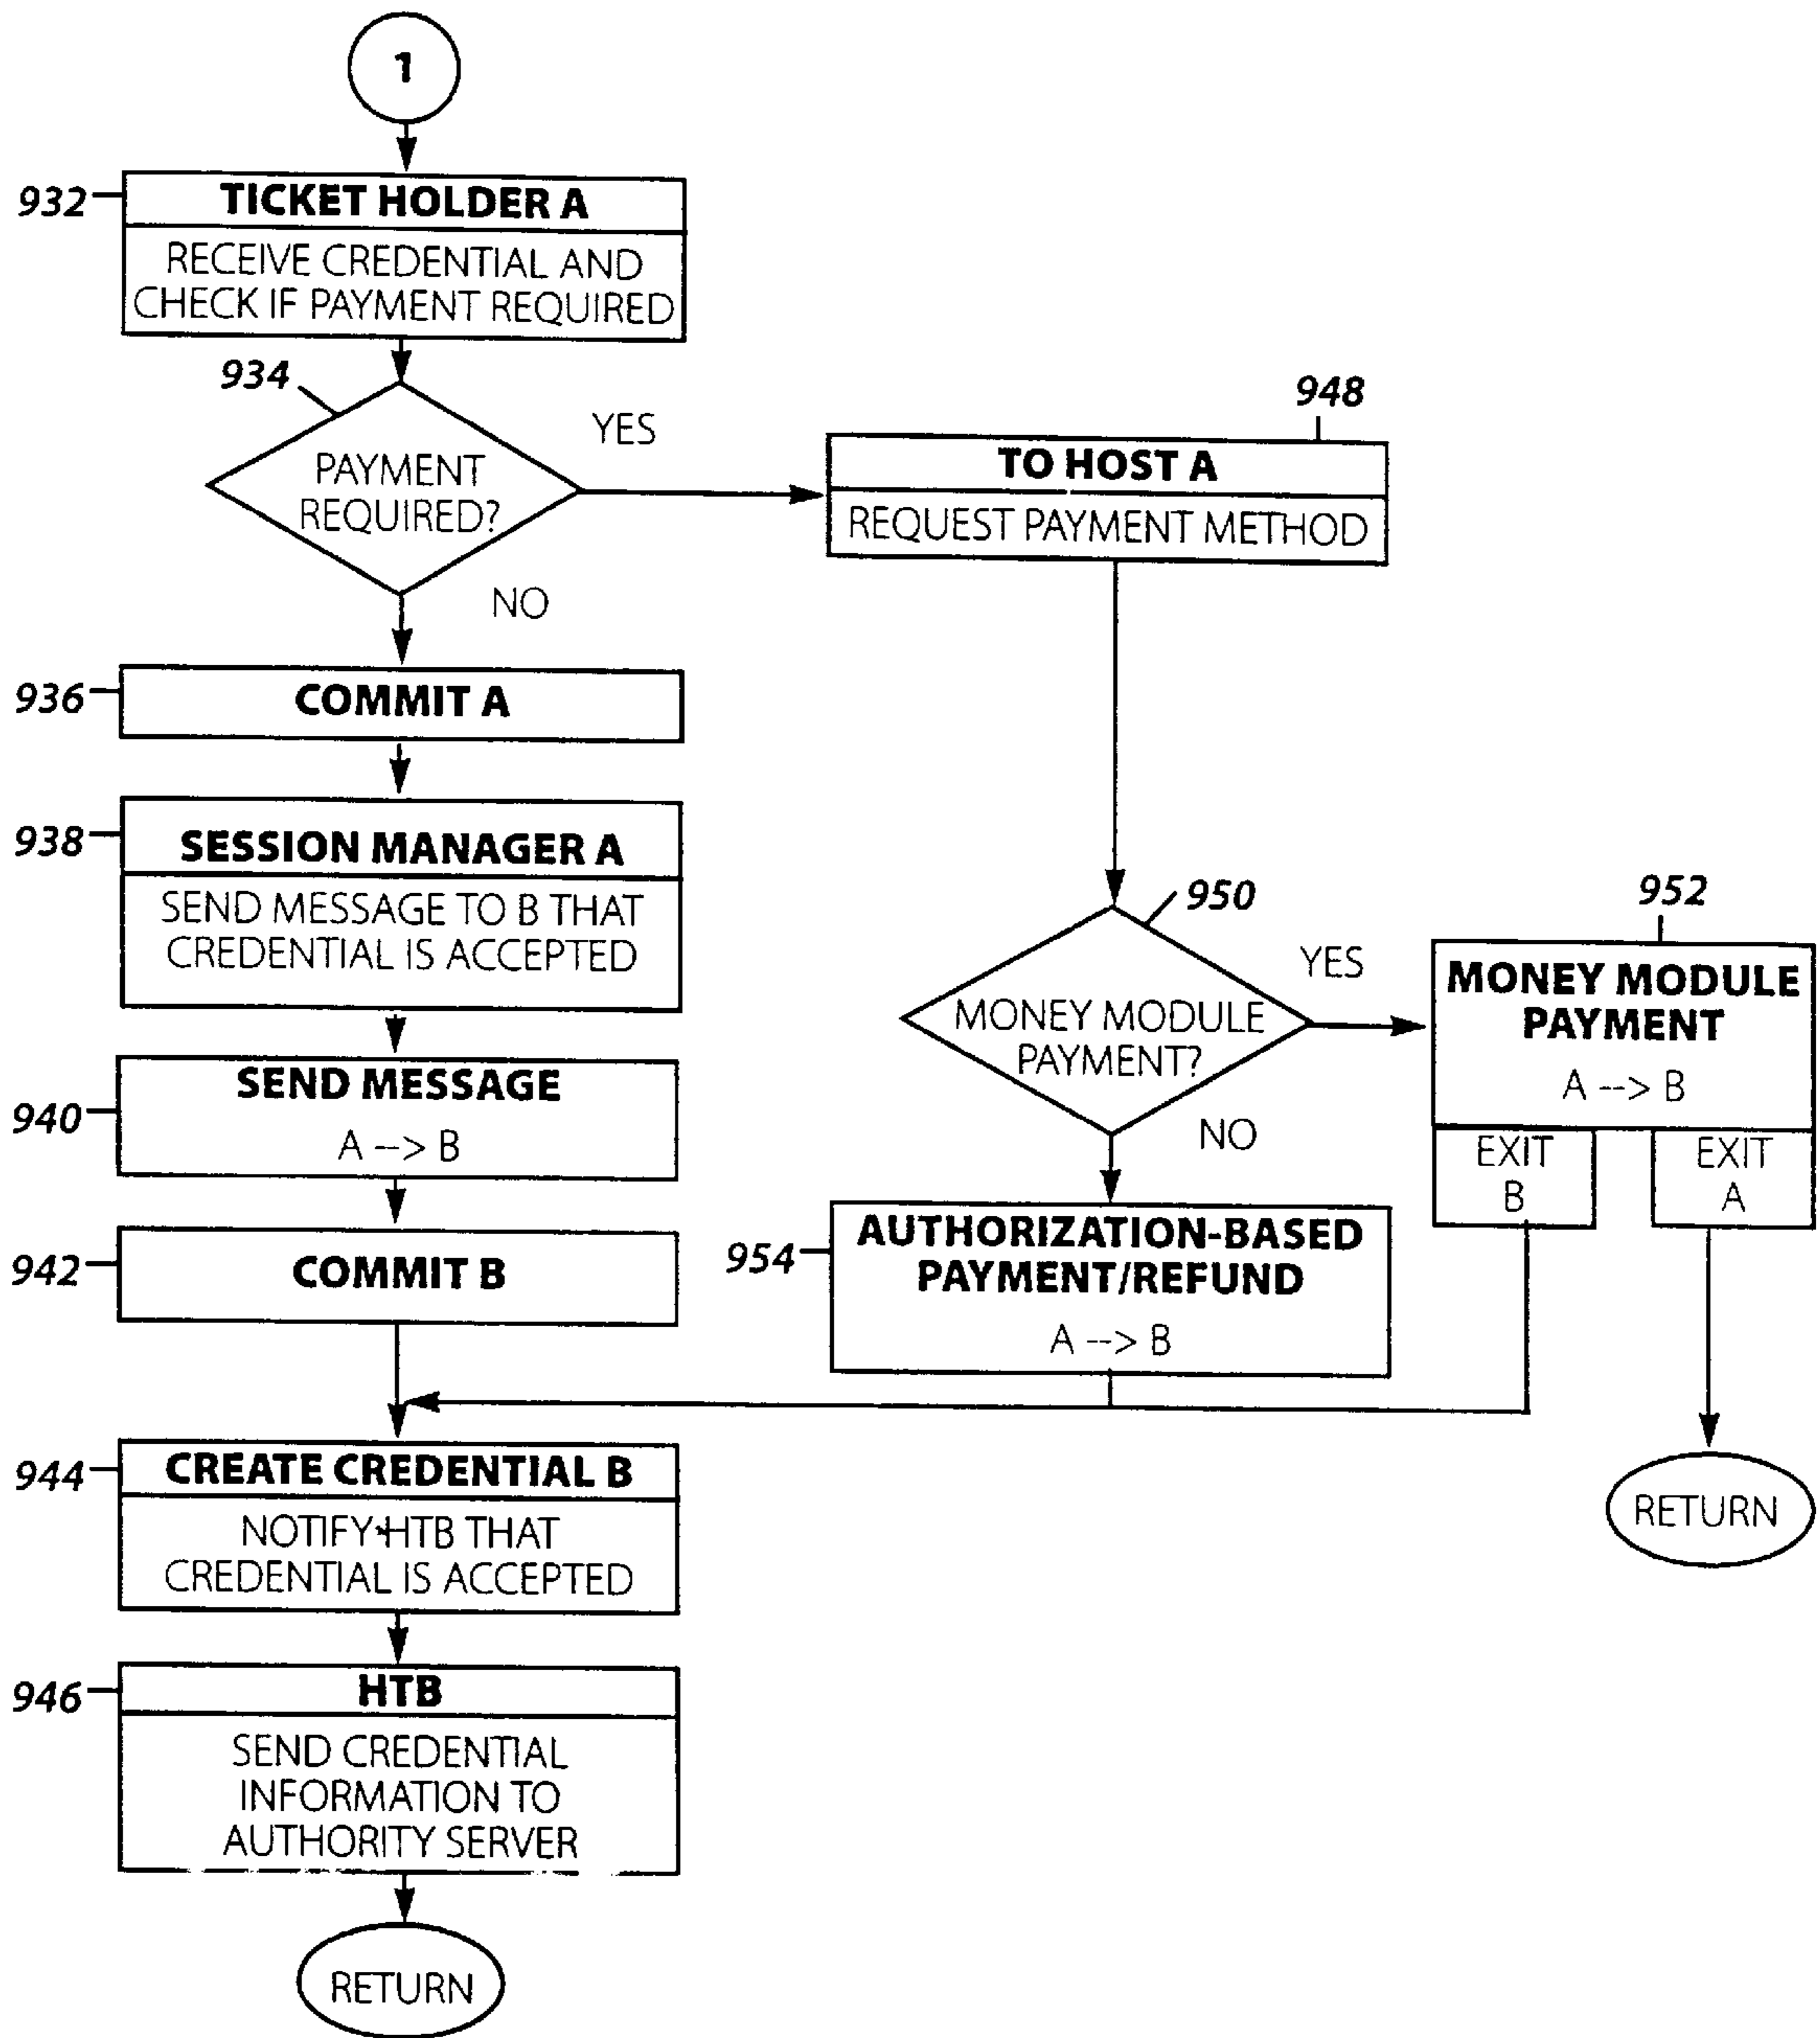 1
932
TICKET HOLDER A
RECEIVE CREDENTIAL AND
CHECK IF PAYMENT REQUIRED
934
PAYMENT
REQUIRED?
YES
NO
948
TO HOST A
REQUEST PAYMENT METHOD
936
COMMIT A
938
SESSION MANAGER A
SEND MESSAGE TO B THAT
CREDENTIAL IS ACCEPTED
940
SEND MESSAGE
A --> B
942
COMMIT B
950
MONEY MODULE
PAYMENT?
YES
NO
952
MONEY MODULE
PAYMENT
A --> B
EXIT
B
EXIT
A
RETURN
954
AUTHORIZATION-BASED
PAYMENT/REFUND
A --> B
944
CREATE CREDENTIAL B
NOTIFY HTB THAT
CREDENTIAL IS ACCEPTED
946
HTB
SEND CREDENTIAL
INFORMATION TO
AUTHORITY SERVER
RETURN